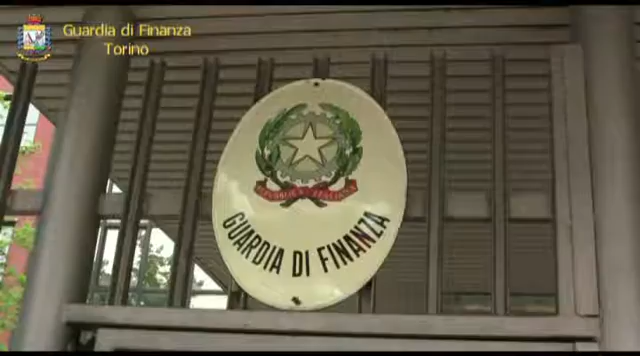 Guardia di Finanza
Torino
REPUBBLICA ITALIANA
GUARDIA DI FINANZA